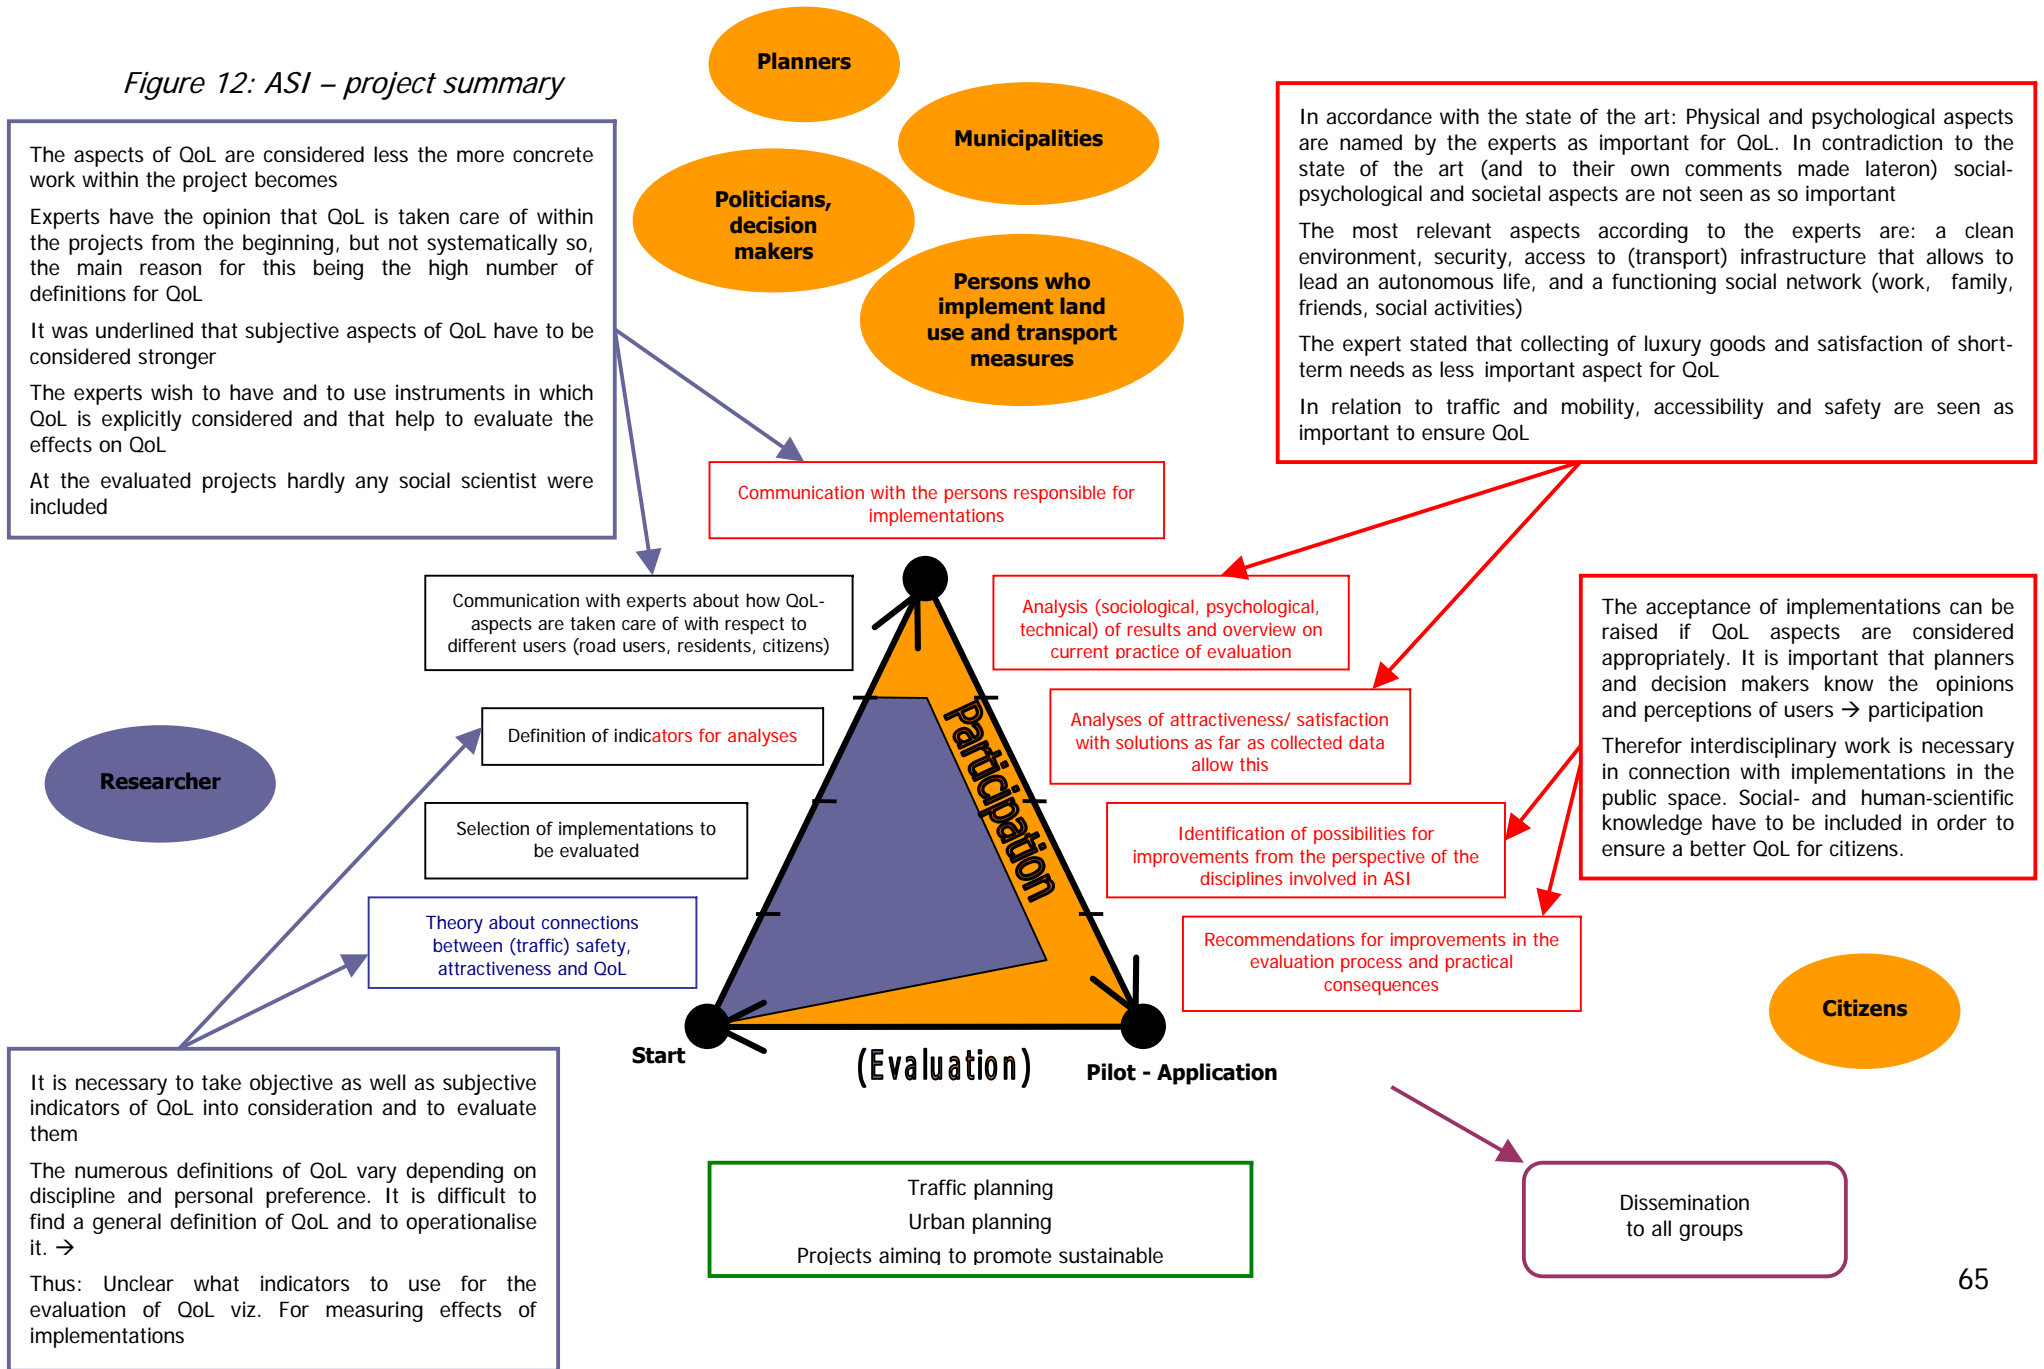 Figure 12: ASI – project summary
Planners
Municipalities
Politicians,
decision
makers
Persons who
implement land
use and transport
measures
The aspects of QoL are considered less the more concrete
work within the project becomes
Experts have the opinion that QoL is taken care of within
the projects from the beginning, but not systematically so,
the main reason for this being the high number of
definitions for QoL
It was underlined that subjective aspects of QoL have to be
considered stronger
The experts wish to have and to use instruments in which
QoL is explicitly considered and that help to evaluate the
effects on QoL
At the evaluated projects hardly any social scientist were
included
In accordance with the state of the art: Physical and psychological aspects
are named by the experts as important for QoL. In contradiction to the
state of the art (and to their own comments made lateron) social-
psychological and societal aspects are not seen as so important
The most relevant aspects according to the experts are: a clean
environment, security, access to (transport) infrastructure that allows to
lead an autonomous life, and a functioning social network (work, family,
friends, social activities)
The expert stated that collecting of luxury goods and satisfaction of short-
term needs as less important aspect for QoL
In relation to traffic and mobility, accessibility and safety are seen as
important to ensure QoL
Communication with the persons responsible for
implementations
Communication with experts about how QoL-
aspects are taken care of with respect to
different users (road users, residents, citizens)
Analysis (sociological, psychological,
technical) of results and overview on
current practice of evaluation
The acceptance of implementations can be
raised if QoL aspects are considered
appropriately. It is important that planners
and decision makers know the opinions
and perceptions of users → participation
Therefor interdisciplinary work is necessary
in connection with implementations in the
public space. Social- and human-scientific
knowledge have to be included in order to
ensure a better QoL for citizens.
Definition of indicators for analyses
Analyses of attractiveness/ satisfaction
with solutions as far as collected data
allow this
Participation
Researcher
Selection of implementations to
be evaluated
Identification of possibilities for
improvements from the perspective of the
disciplines involved in ASI
Theory about connections
between (traffic) safety,
attractiveness and QoL
Recommendations for improvements in the
evaluation process and practical
consequences
Citizens
Start
(Evaluation)
Pilot - Application
It is necessary to take objective as well as subjective
indicators of QoL into consideration and to evaluate
them
The numerous definitions of QoL vary depending on
discipline and personal preference. It is difficult to
find a general definition of QoL and to operationalise
it. →
Thus: Unclear what indicators to use for the
evaluation of QoL viz. For measuring effects of
implementations
Traffic planning
Urban planning
Projects aiming to promote sustainable
Dissemination
to all groups
65